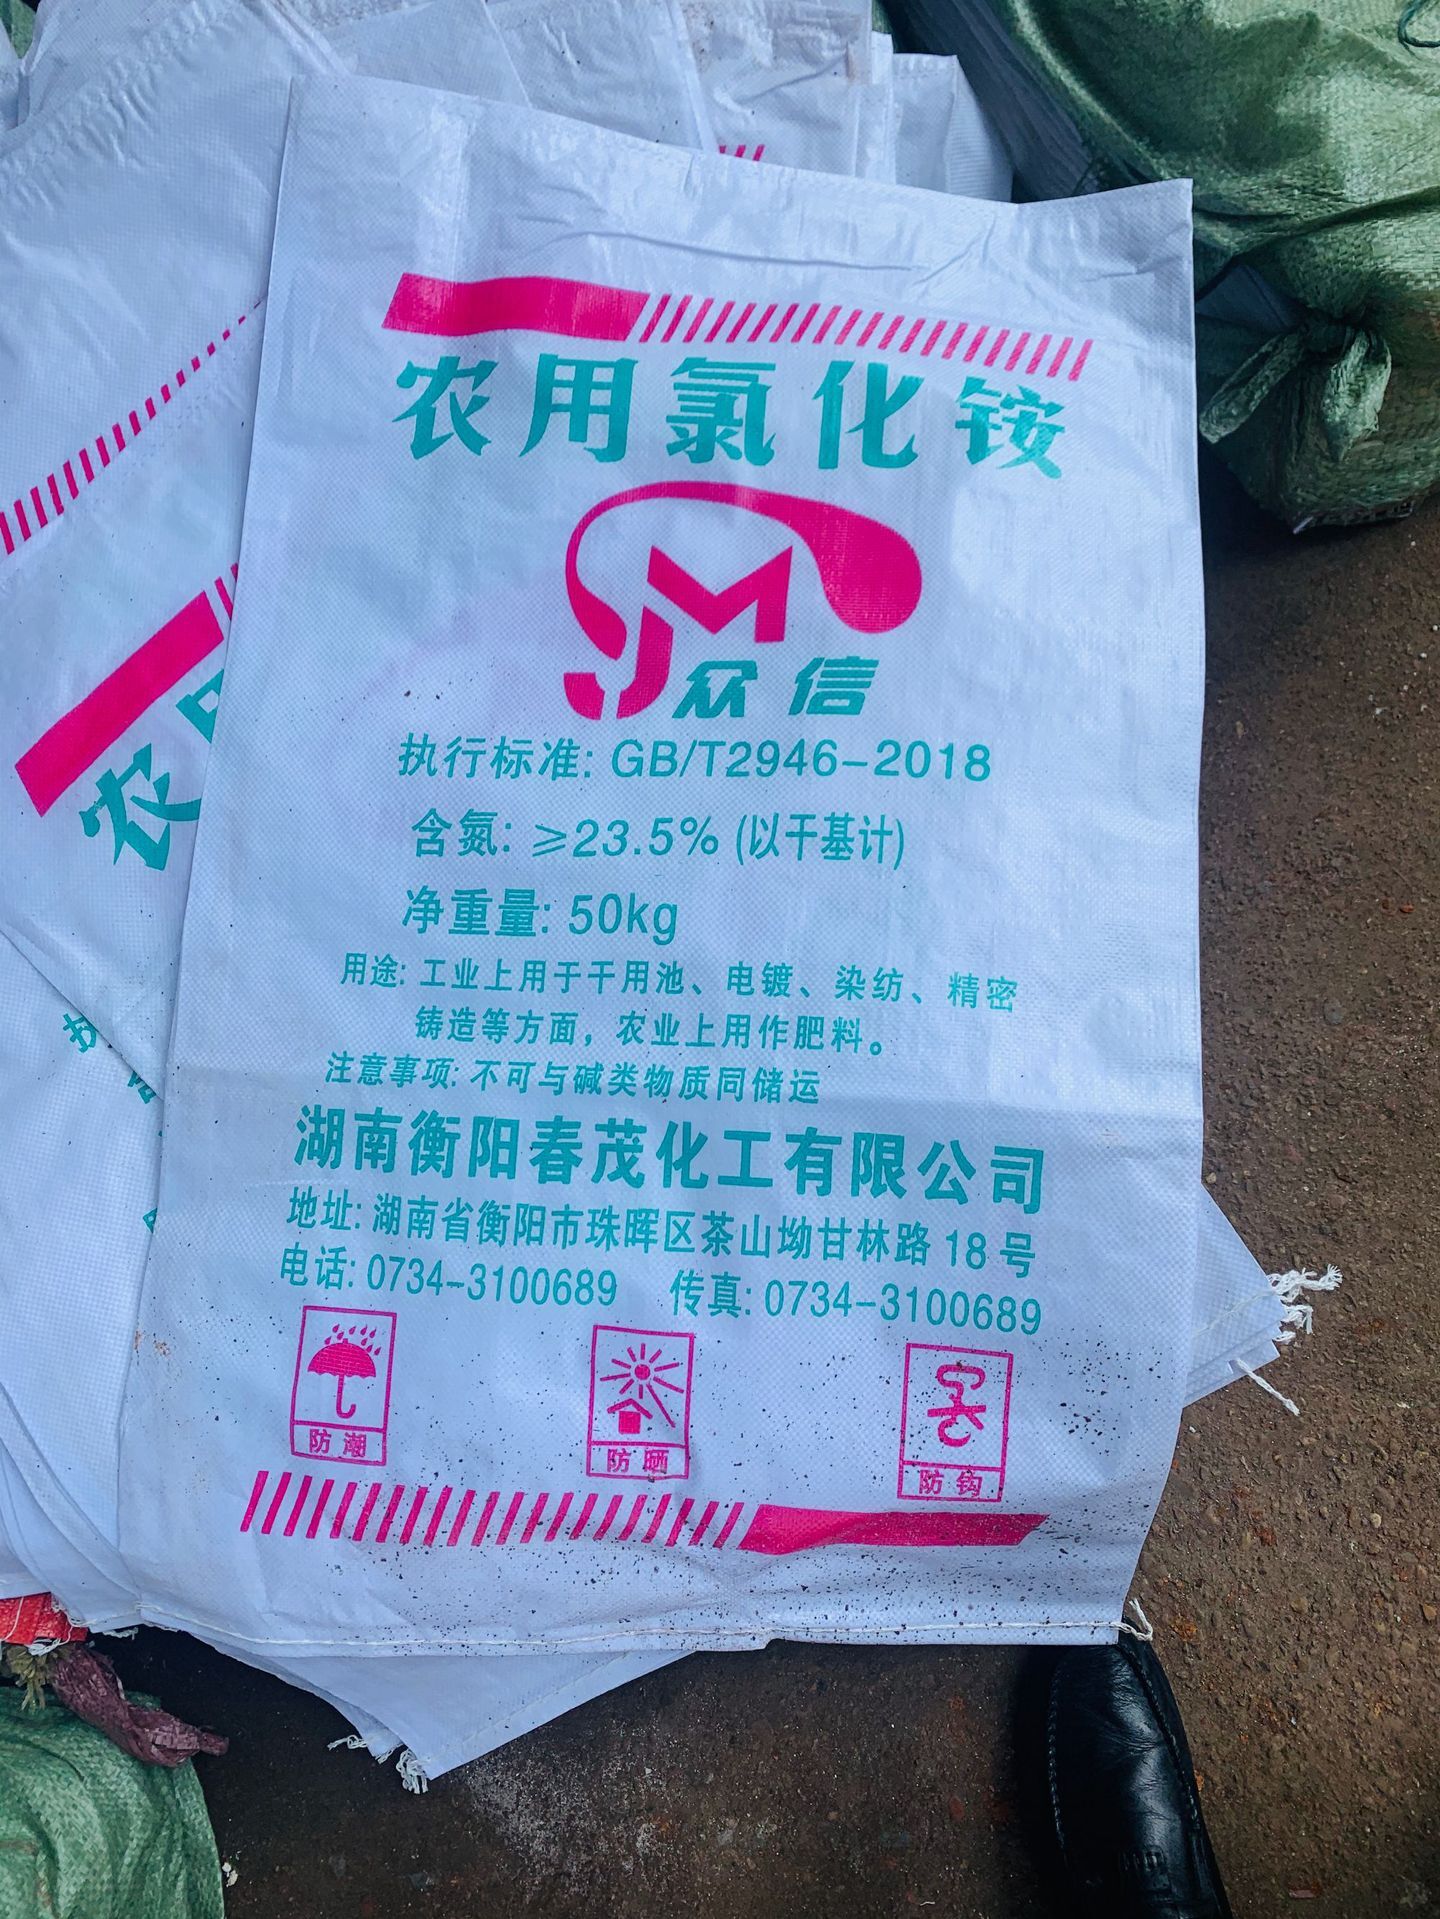 农用氯化铵
众信
执行标准: GB/T2946-2018
含氮: ≥23.5% (以干基计)
净重量: 50kg
用途: 工业上用于干用池、电镀、染纺、精密
铸造等方面，农业上用作肥料。
注意事项: 不可与碱类物质同储运
湖南衡阳春茂化工有限公司
地址: 湖南省衡阳市珠晖区茶山坳甘林路 18 号
电话: 0734-3100689 传真: 0734-3100689
防潮 防晒 防钩
农用
执